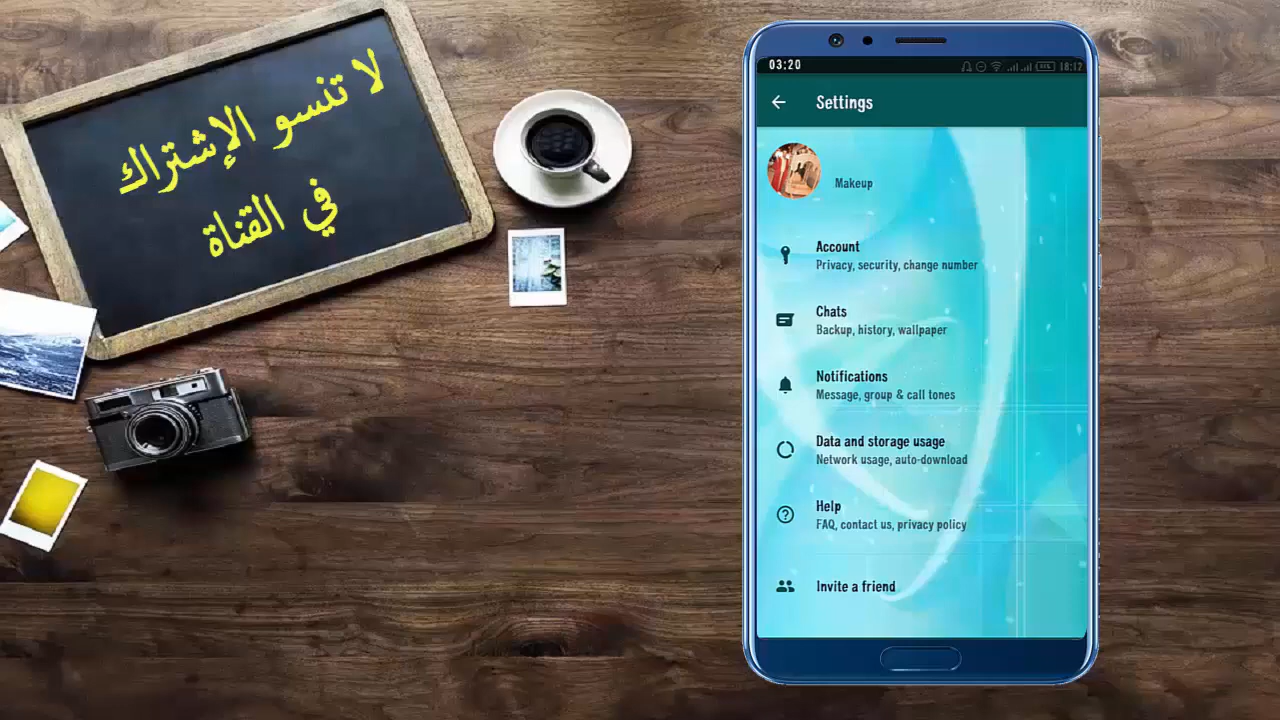 لا تنسو الإشتراك
في القناة
03:20
18:17
Settings
Makeup
Account
Privacy, security, change number
Chats
Backup, history, wallpaper
Notifications
Message, group & call tones
Data and storage usage
Network usage, auto-download
Help
FAQ, contact us, privacy policy
Invite a friend